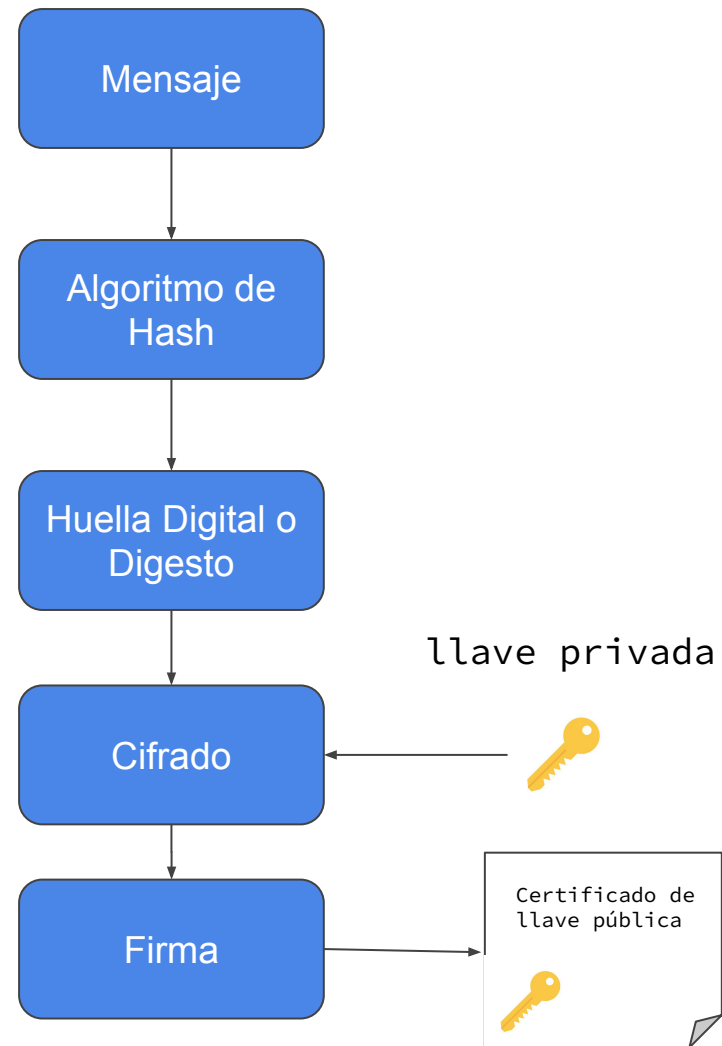 Mensaje
Algoritmo de
Hash
Huella Digital o
Digesto
llave privada
Cifrado
Certificado de
llave pública
Firma